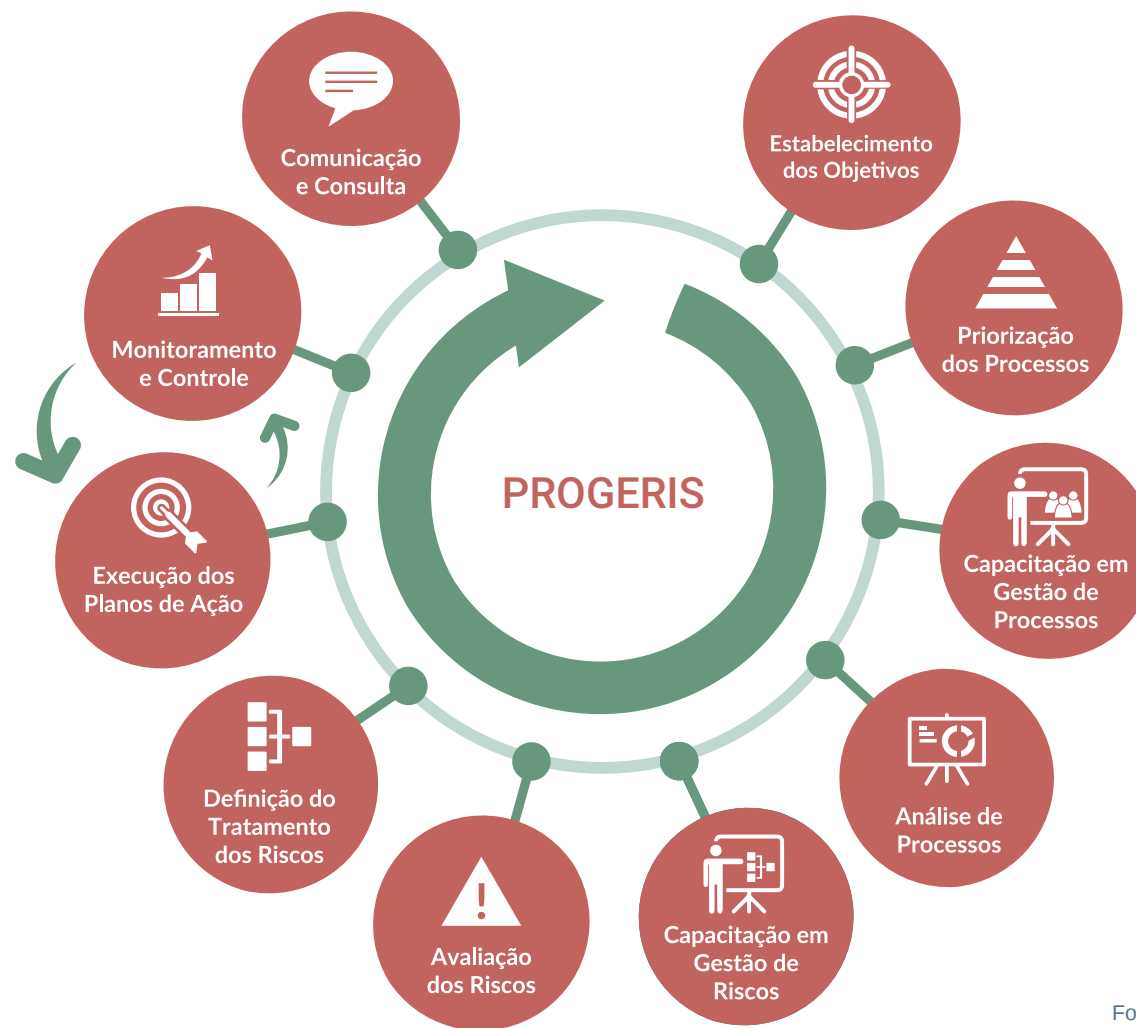 Comunicação
e Consulta
Estabelecimento
dos Objetivos
Monitoramento
e Controle
Priorização
dos Processos
PROGERIS
Capacitação em
Gestão de
Processos
Execução dos
Planos de Ação
Definição do
Tratamento
dos Riscos
Análise de
Processos
Avaliação
dos Riscos
Capacitação em
Gestão de
Riscos
Fo